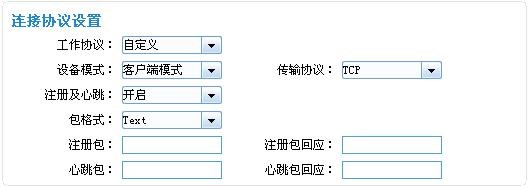 连接协议设置
工作协议： 自定义
设备模式： 客户端模式 传输协议： TCP
注册及心跳： 开启
包格式： Text
注册包： 注册包回应：
心跳包： 心跳包回应：